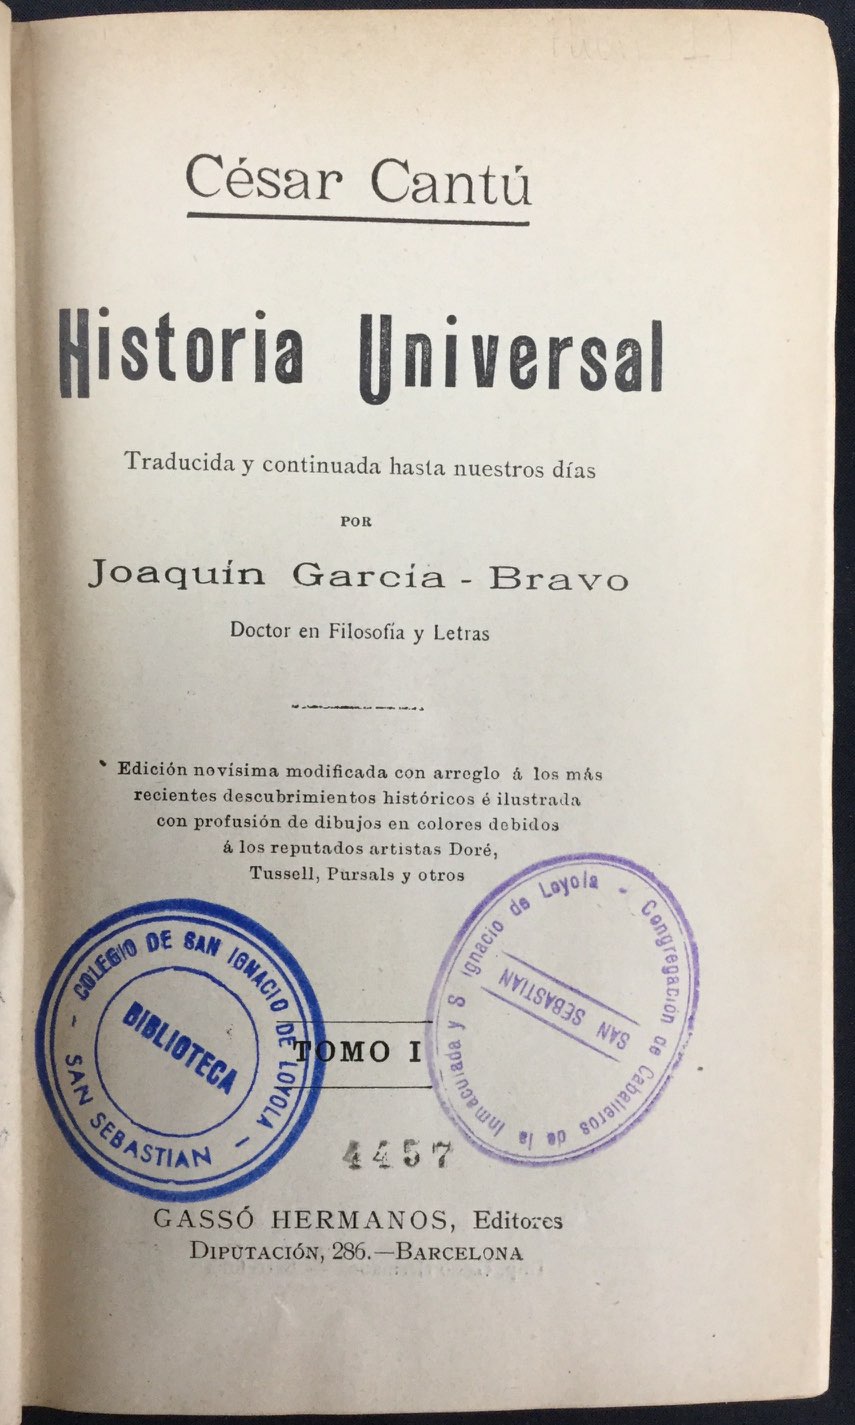 César Cantú
Historia Universal
Traducida y continuada hasta nuestros días
POR
Joaquín García - Bravo
Doctor en Filosofía y Letras
Edición novísima modificada con arreglo á los más
recientes descubrimientos históricos é ilustrada
con profusión de dibujos en colores debidos
á los reputados artistas Doré,
Tussell, Pursals y otros
- COLEGIO DE SAN IGNACIO DE LOYOLA -
SAN SEBASTIAN
BIBLIOTECA
Congregación de Caballeros de la Inmaculada y S Ignacio de Loyola -
SAN SEBASTIAN
TOMO I
4457
GASSÓ HERMANOS, Editores
DIPUTACIÓN, 286.—BARCELONA